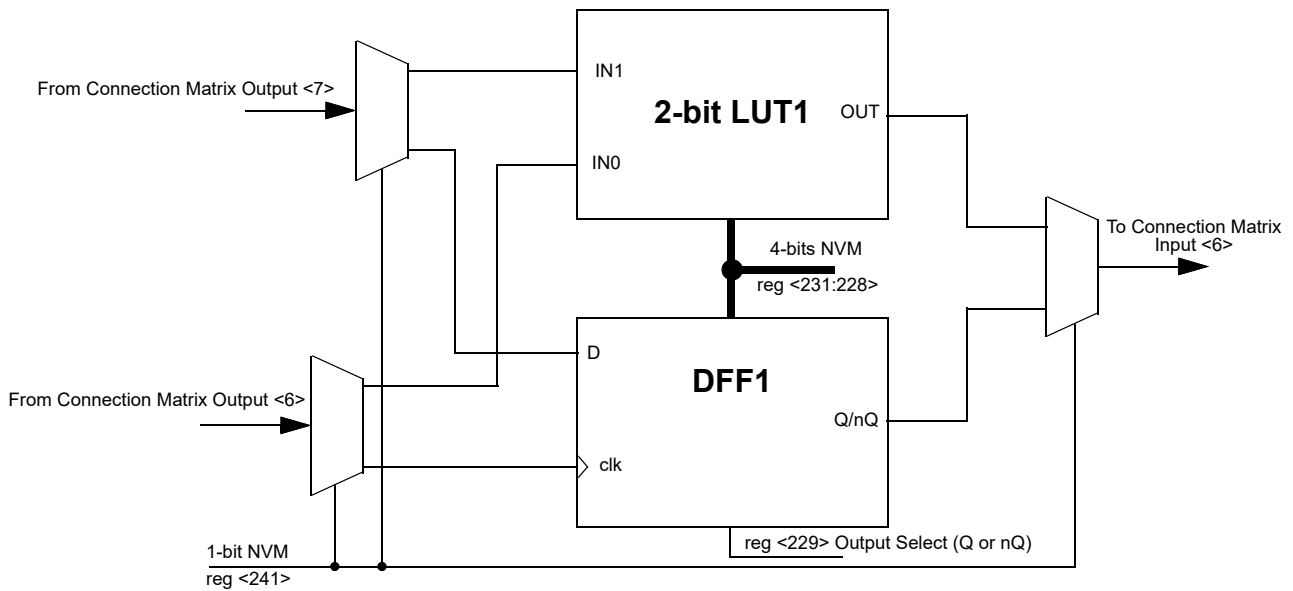 IN1
From Connection Matrix Output <7>
2-bit LUT1
OUT
IN0
To Connection Matrix
Input <6>
4-bits NVM
reg <231:228>
D
DFF1
From Connection Matrix Output <6>
Q/nQ
clk
reg <229> Output Select (Q or nQ)
1-bit NVM
reg <241>